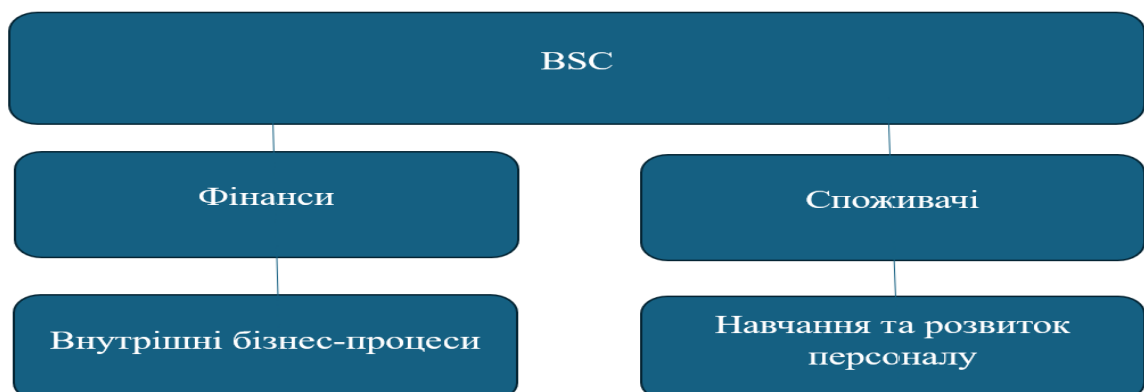 BSC
Фінанси
Споживачі
Внутрішні бізнес-процеси
Навчання та розвиток
персоналу